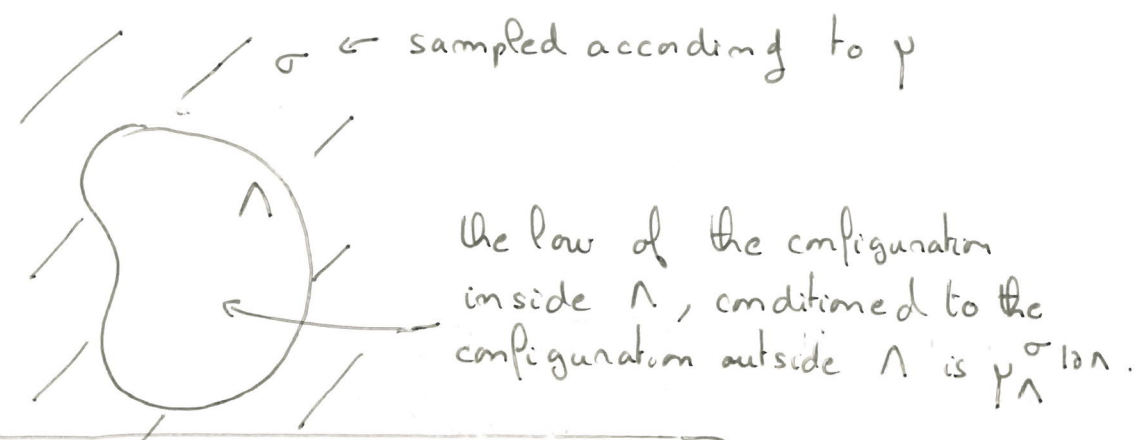 σ ← sampled according to μ
Λ
the law of the configuration
inside Λ, conditioned to the
configuration outside Λ is μ_Λ^{σ|∂Λ}.